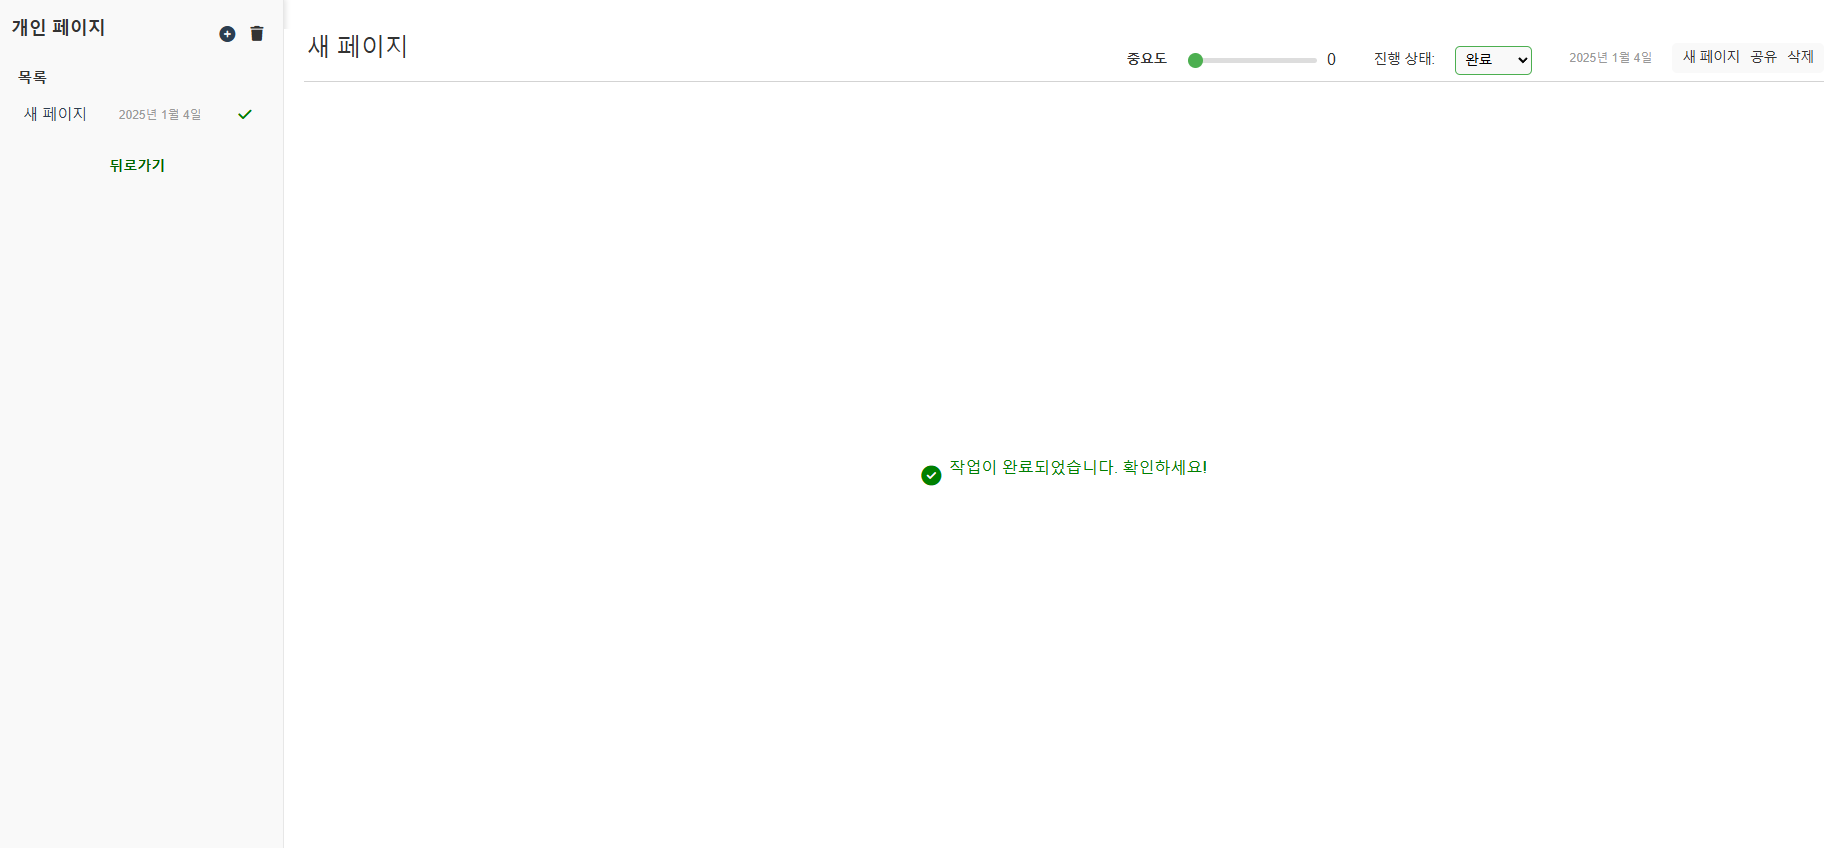 개인 페이지
목록
새 페이지 2025년 1월 4일
뒤로가기
새 페이지
중요도 0 진행 상태: 완료 2025년 1월 4일 새 페이지 공유 삭제
작업이 완료되었습니다. 확인하세요!